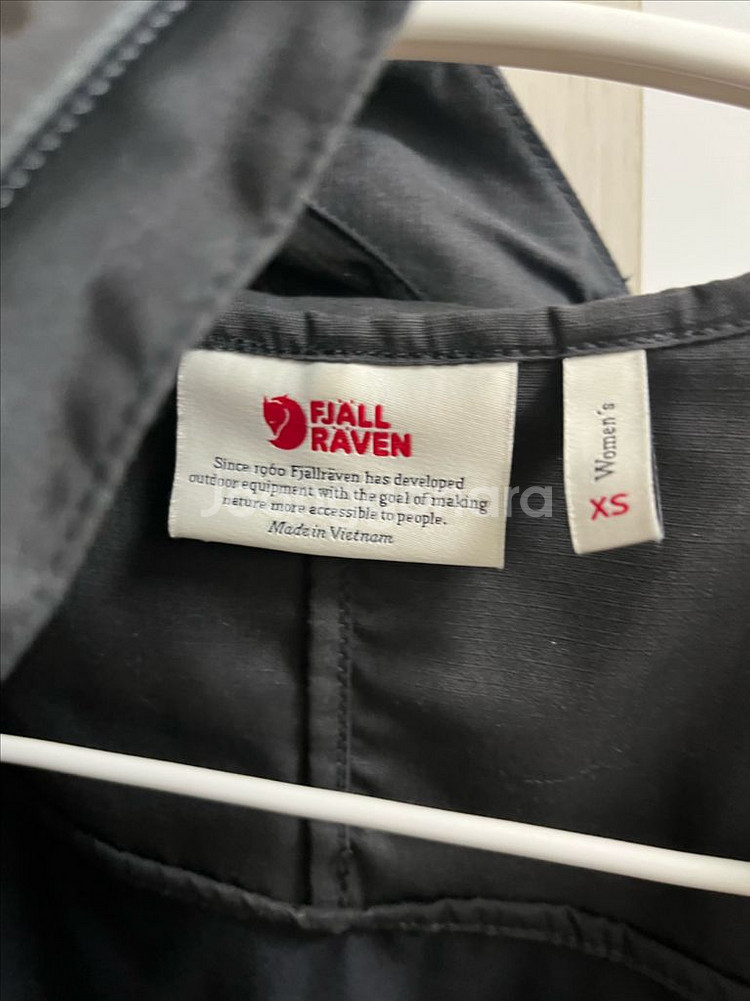 FJÄLL
RÄVEN
Since 1960 Fjällräven has developed
outdoor equipment with the goal of making
nature more accessible to people.
Made in Vietnam
Women's
XS